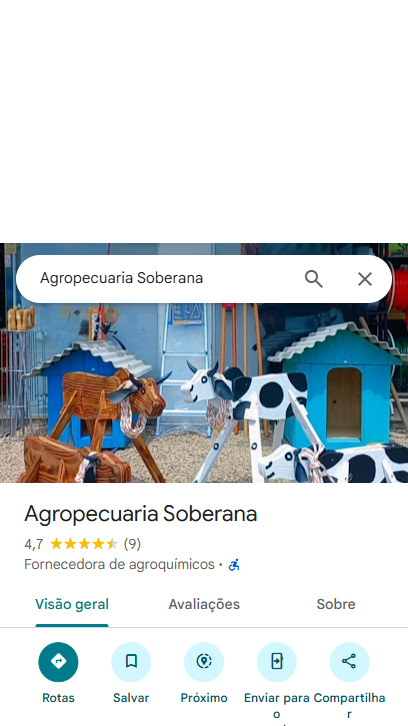 Agropecuaria Soberana
Agropecuaria Soberana
4,7 (9)
Fornecedora de agroquímicos ·
Visão geral Avaliações Sobre
Rotas Salvar Próximo Enviar para o Compartilhar